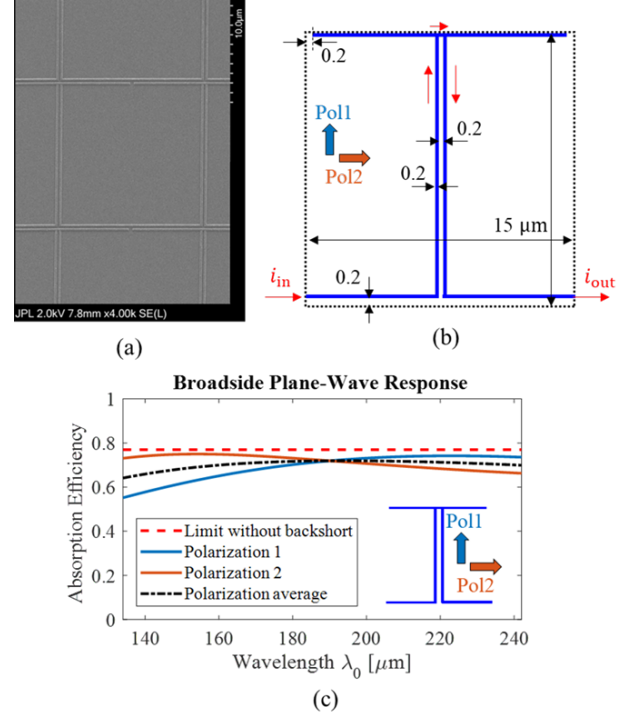 10.0µm
JPL 2.0kV 7.8mm x4.00k SE(L)
(a)
0.2
Pol1
Pol2
0.2
0.2
15 µm
0.2
i_in
i_out
(b)
Broadside Plane-Wave Response
Absorption Efficiency
1
0.8
0.6
0.4
0.2
0
Limit without backshort
Polarization 1
Polarization 2
Polarization average
Pol1
Pol2
140
160
180
200
220
240
Wavelength λ₀ [µm]
(c)